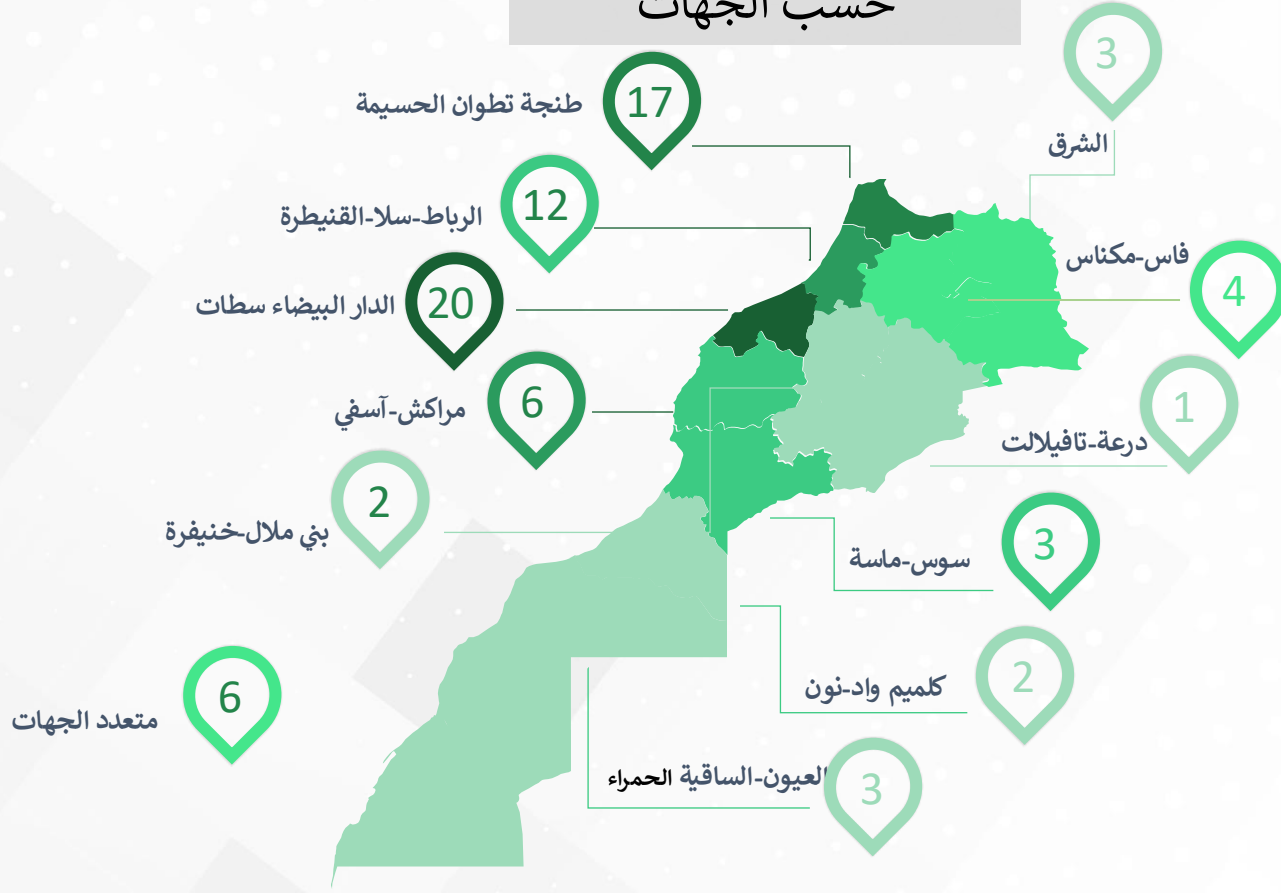 حسب الجهات
3
الشرق
17
طنجة تطوان الحسيمة
12
الرباط-سلا-القنيطرة
فاس-مكناس
4
20
الدار البيضاء سطات
6
مراكش-آسفي
1
درعة-تافيلالت
2
بني ملال-خنيفرة
3
سوس-ماسة
2
كلميم واد-نون
6
متعدد الجهات
3
العيون-الساقية الحمراء